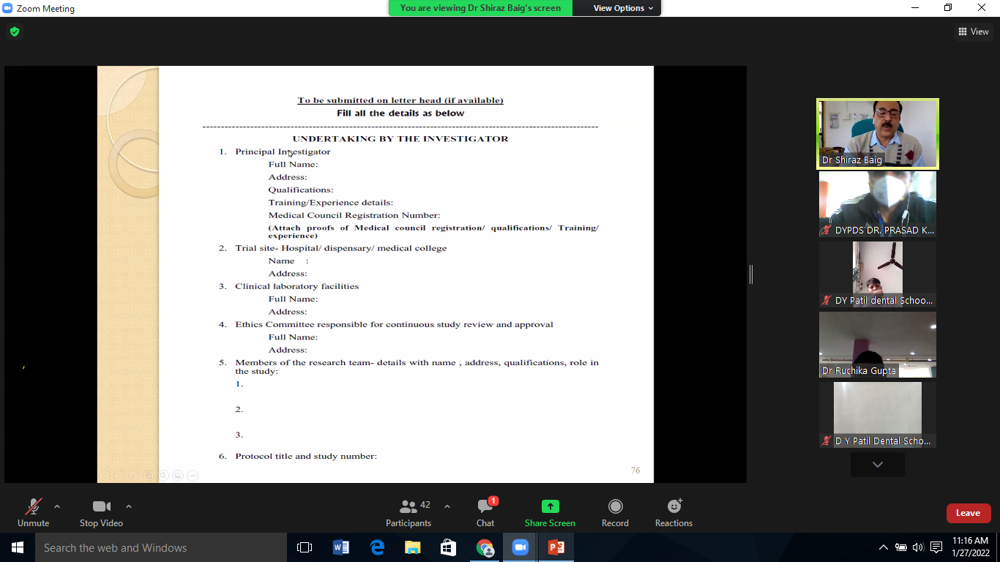 Zoom Meeting
You are viewing Dr Shiraz Baig's screen
View Options
View
To be submitted on letter head (if available)
Fill all the details as below
UNDERTAKING BY THE INVESTIGATOR
1. Principal Investigator
Full Name:
Address:
Qualifications:
Training/Experience details:
Medical Council Registration Number:
(Attach proofs of Medical council registration/ qualifications/ Training/
experience)
2. Trial site- Hospital/ dispensary/ medical college
Name :
Address:
3. Clinical laboratory facilities
Full Name:
Address:
4. Ethics Committee responsible for continuous study review and approval
Full Name:
Address:
5. Members of the research team- details with name , address, qualifications, role in
the study:
1.
2.
3.
6. Protocol title and study number:
76
Dr Shiraz Baig
DYPDS DR. PRASAD K...
DY Patil dental Schoo...
Dr Ruchika Gupta
D Y Patil Dental Scho...
Unmute
Stop Video
42
Participants
1
Chat
Share Screen
Record
Reactions
Leave
Search the web and Windows
11:16 AM
1/27/2022